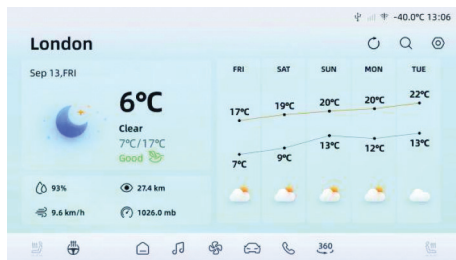 -40.0°C 13:06
London
Sep 13,FRI
6°C
Clear
7°C/17°C
Good
93%
27.4 km
9.6 km/h
1026.0 mb
FRI SAT SUN MON TUE
17°C 19°C 20°C 20°C 22°C
7°C 9°C 13°C 12°C 13°C
360